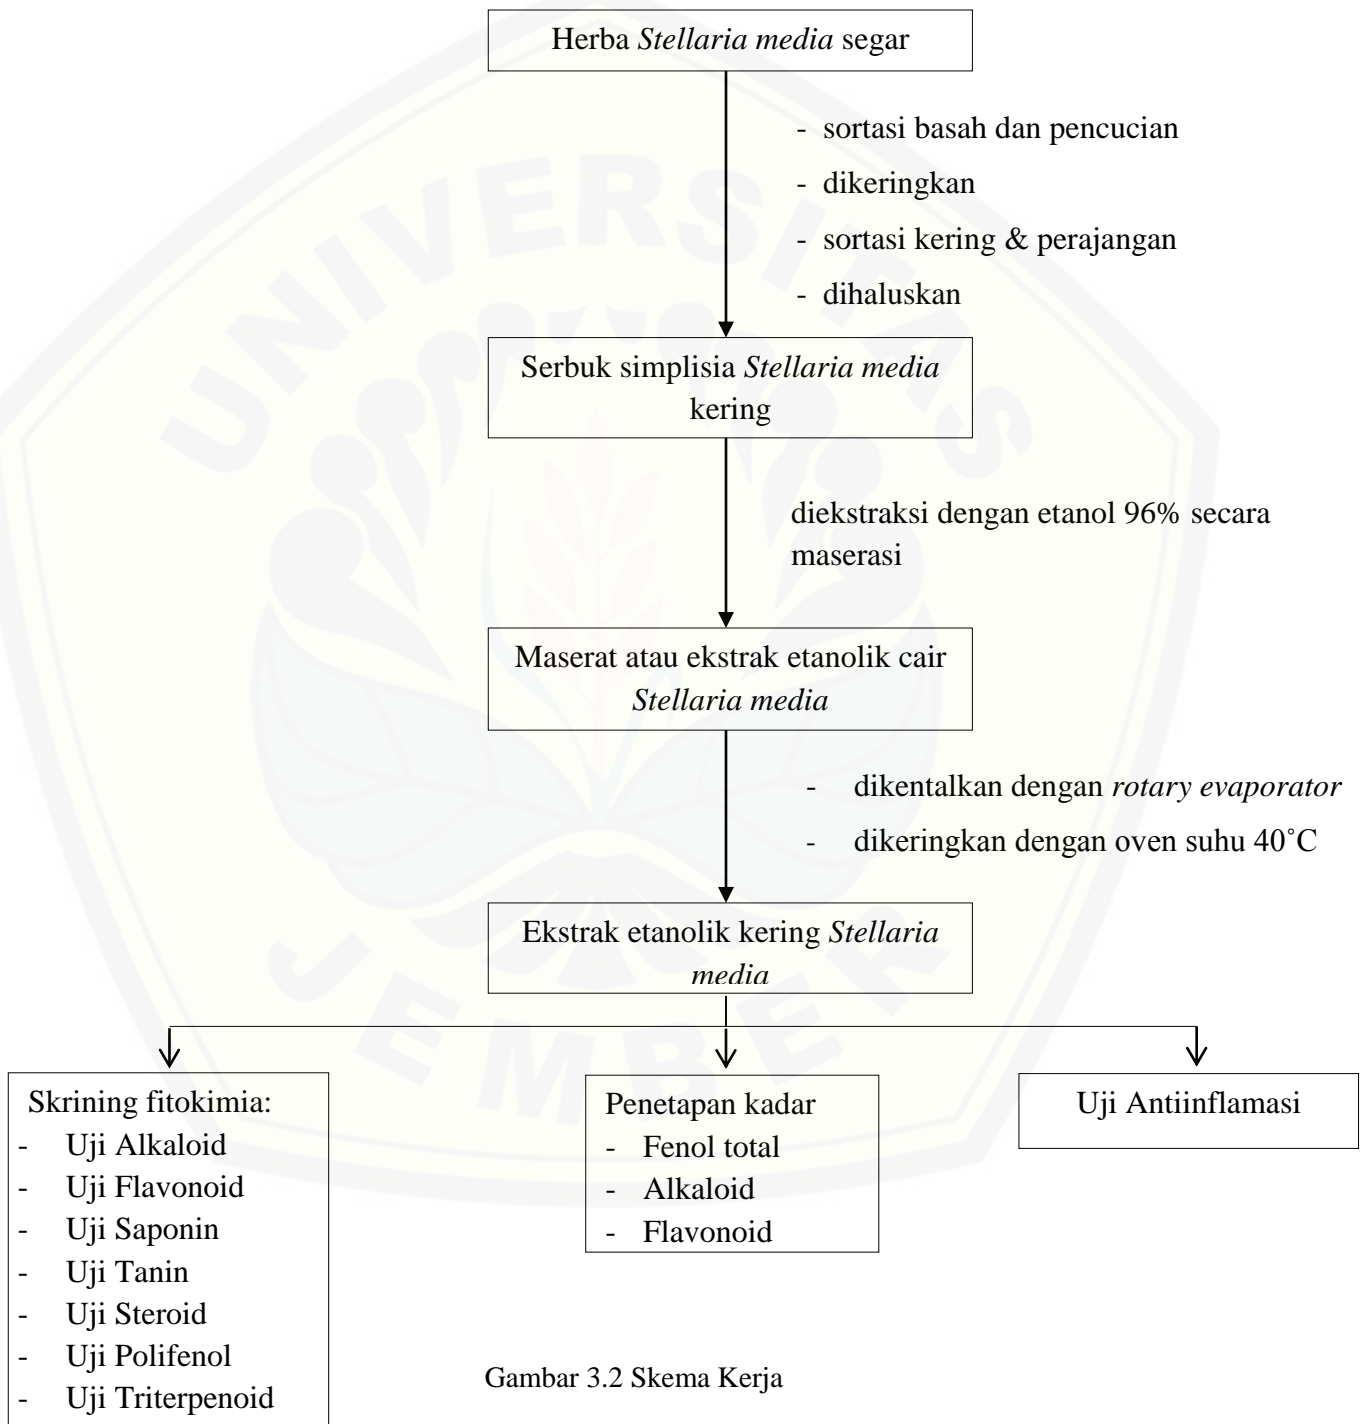 Herba Stellaria media segar
- sortasi basah dan pencucian
- dikeringkan
- sortasi kering & perajangan
- dihaluskan
Serbuk simplisia Stellaria media
kering
diekstraksi dengan etanol 96% secara
maserasi
Maserat atau ekstrak etanolik cair
Stellaria media
- dikentalkan dengan rotary evaporator
- dikeringkan dengan oven suhu 40˚C
Ekstrak etanolik kering Stellaria
media
Skrining fitokimia:
- Uji Alkaloid
- Uji Flavonoid
- Uji Saponin
- Uji Tanin
- Uji Steroid
- Uji Polifenol
- Uji Triterpenoid
Penetapan kadar
- Fenol total
- Alkaloid
- Flavonoid
Uji Antiinflamasi
Gambar 3.2 Skema Kerja
UNIVERSITAS
JEMBER